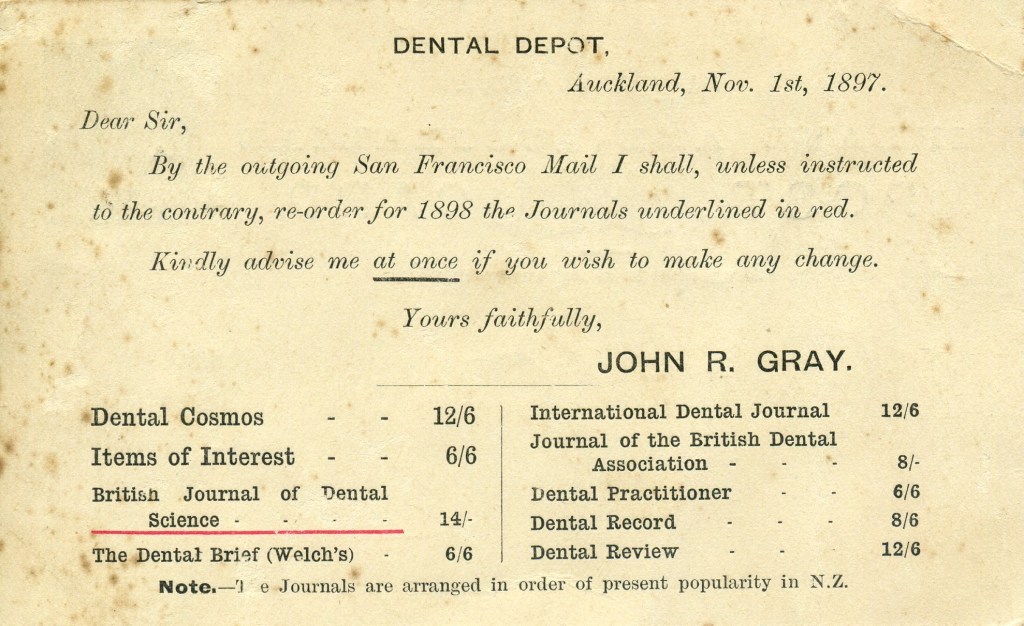 DENTAL DEPOT,
Auckland, Nov. 1st, 1897.
Dear Sir,
By the outgoing San Francisco Mail I shall, unless instructed
to the contrary, re-order for 1898 the Journals underlined in red.
Kindly advise me at once if you wish to make any change.
Yours faithfully,
JOHN R. GRAY.
Dental Cosmos - - 12/6
Items of Interest - - 6/6
British Journal of Dental
Science - - - - 14/-
The Dental Brief (Welch's) - 6/6
International Dental Journal 12/6
Journal of the British Dental
Association - - - 8/-
Dental Practitioner - - 6/6
Dental Record - - - 8/6
Dental Review - - - 12/6
Note.—The Journals are arranged in order of present popularity in N.Z.